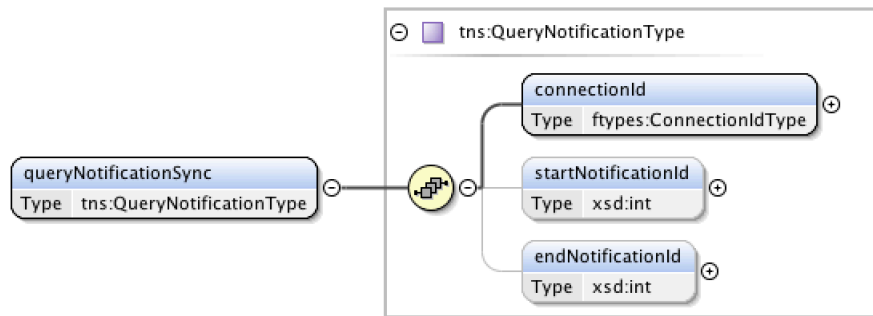 tns:QueryNotificationType
connectionId
Type ftypes:ConnectionIdType
queryNotificationSync
Type tns:QueryNotificationType
startNotificationId
Type xsd:int
endNotificationId
Type xsd:int